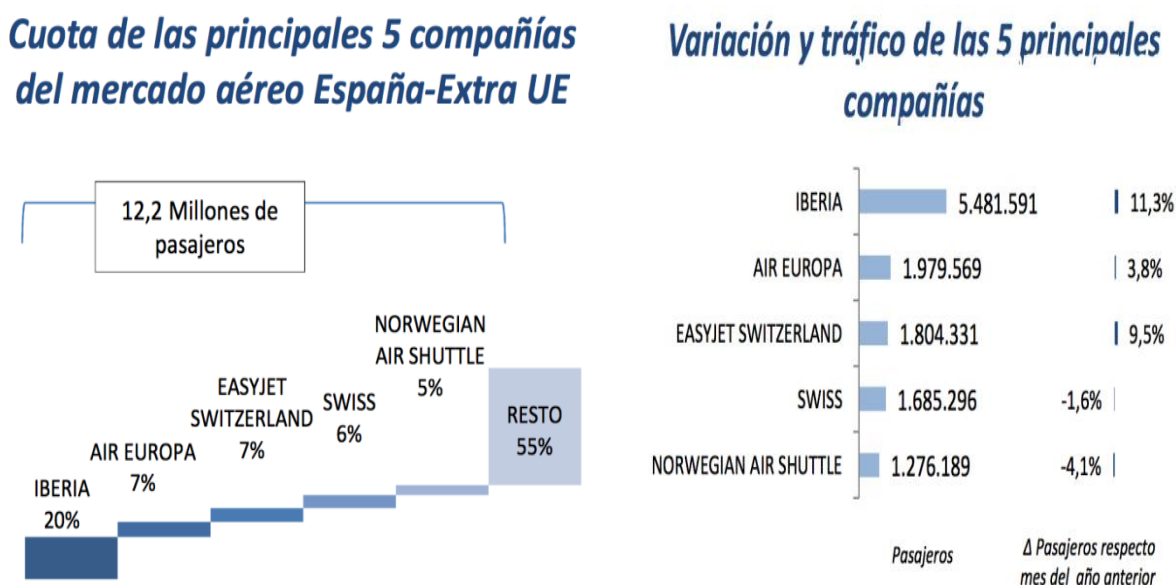 Cuota de las principales 5 compañías
del mercado aéreo España-Extra UE
12,2 Millones de
pasajeros
IBERIA
20%
AIR EUROPA
7%
EASYJET
SWITZERLAND
7%
SWISS
6%
NORWEGIAN
AIR SHUTTLE
5%
RESTO
55%
Variación y tráfico de las 5 principales
compañías
IBERIA 5.481.591 11,3%
AIR EUROPA 1.979.569 3,8%
EASYJET SWITZERLAND 1.804.331 9,5%
SWISS 1.685.296 -1,6%
NORWEGIAN AIR SHUTTLE 1.276.189 -4,1%
Pasajeros
Δ Pasajeros respecto
mes del año anterior